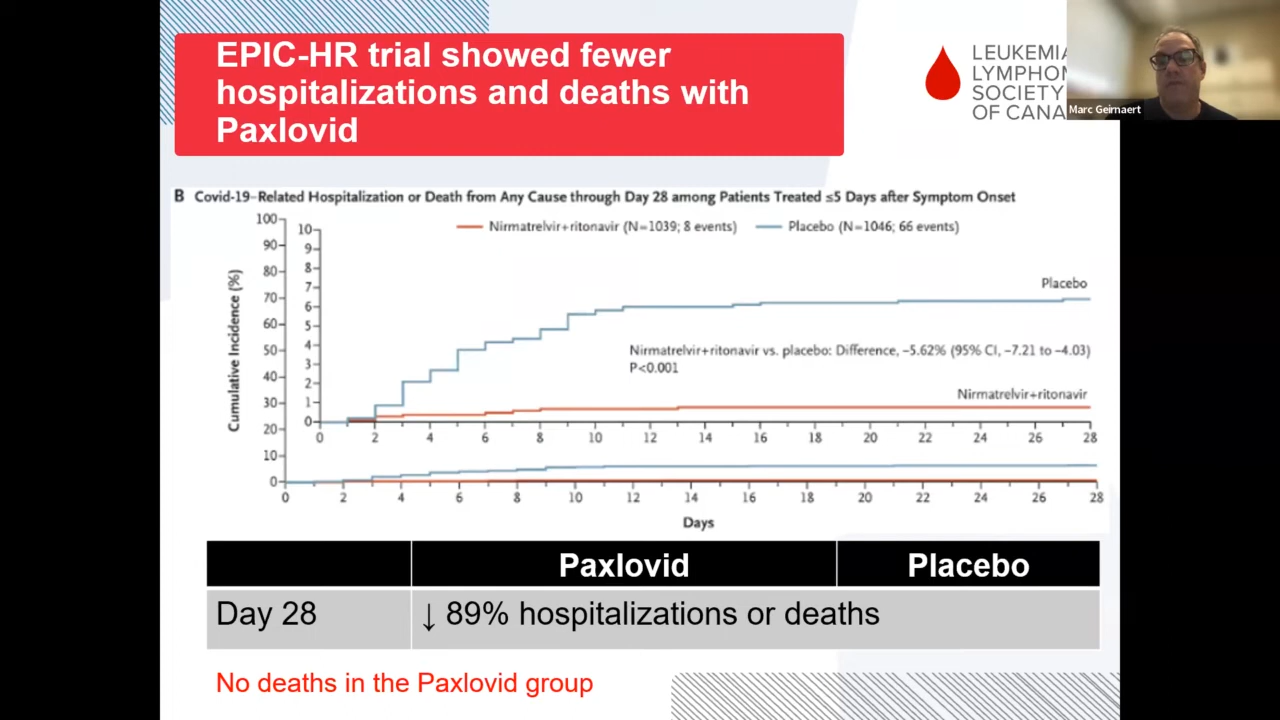 EPIC-HR trial showed fewer
hospitalizations and deaths with
Paxlovid
LEUKEMIA
LYMPHOM
SOCIETY
OF CANA
Marc Geirnaert
B Covid-19–Related Hospitalization or Death from Any Cause through Day 28 among Patients Treated ≤5 Days after Symptom Onset
Nirmatrelvir+ritonavir (N=1039; 8 events)
Placebo (N=1046; 66 events)
Cumulative Incidence (%)
100
90
80
70
60
50
40
30
20
10
0
10
9
8
7
6
5
4
3
2
1
0
Placebo
Nirmatrelvir+ritonavir vs. placebo: Difference, –5.62% (95% CI, –7.21 to –4.03)
P<0.001
Nirmatrelvir+ritonavir
0 2 4 6 8 10 12 14 16 18 20 22 24 26 28
0 2 4 6 8 10 12 14 16 18 20 22 24 26 28
Days
Paxlovid Placebo
Day 28 ↓ 89% hospitalizations or deaths
No deaths in the Paxlovid group